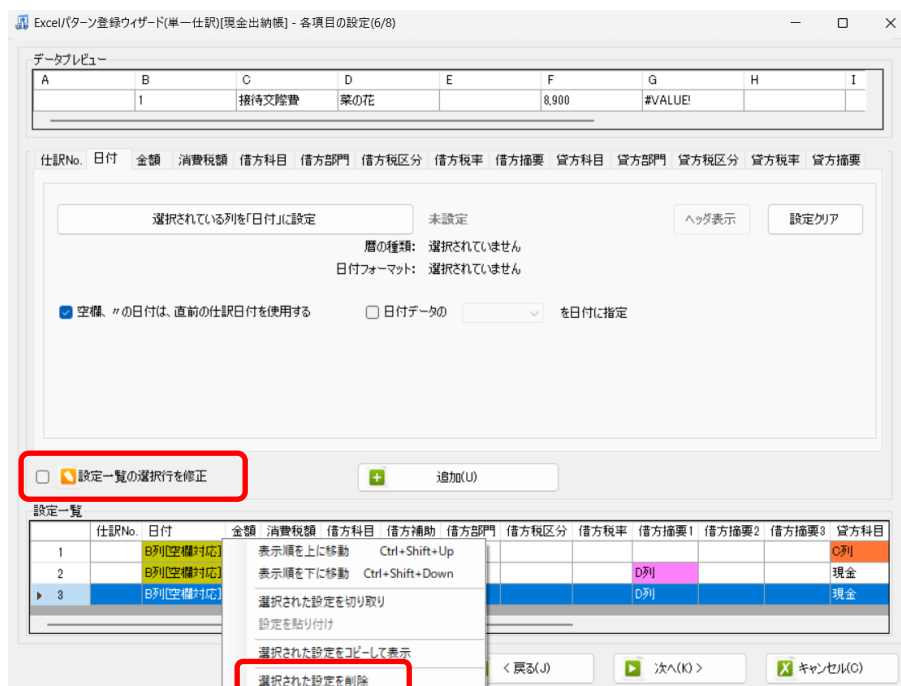 Excelパターン登録ウィザード(単一仕訳)[現金出納帳] - 各項目の設定(6/8)
データプレビュー
A B C D E F G H I
1 接待交際費 菜の花 8,900 #VALUE!
仕訳No. 日付 金額 消費税額 借方科目 借方部門 借方税区分 借方税率 借方摘要 貸方科目 貸方部門 貸方税区分 貸方税率 貸方摘要
選択されている列を「日付」に設定 未設定 ヘッダ表示 設定クリア
暦の種類: 選択されていません
日付フォーマット: 選択されていません
空欄、〃の日付は、直前の仕訳日付を使用する 日付データの を日付に指定
設定一覧の選択行を修正 追加(U)
設定一覧
仕訳No. 日付 金額 消費税額 借方科目 借方補助 借方部門 借方税区分 借方税率 借方摘要1 借方摘要2 借方摘要3 貸方科目
1 B列[空欄対応] C列
2 B列[空欄対応] D列 現金
3 B列[空欄対応] D列 現金
表示順を上に移動 Ctrl+Shift+Up
表示順を下に移動 Ctrl+Shift+Down
選択された設定を切り取り
設定を貼り付け
選択された設定をコピーして表示
選択された設定を削除
< 戻る(J) 次へ(K) > キャンセル(C)